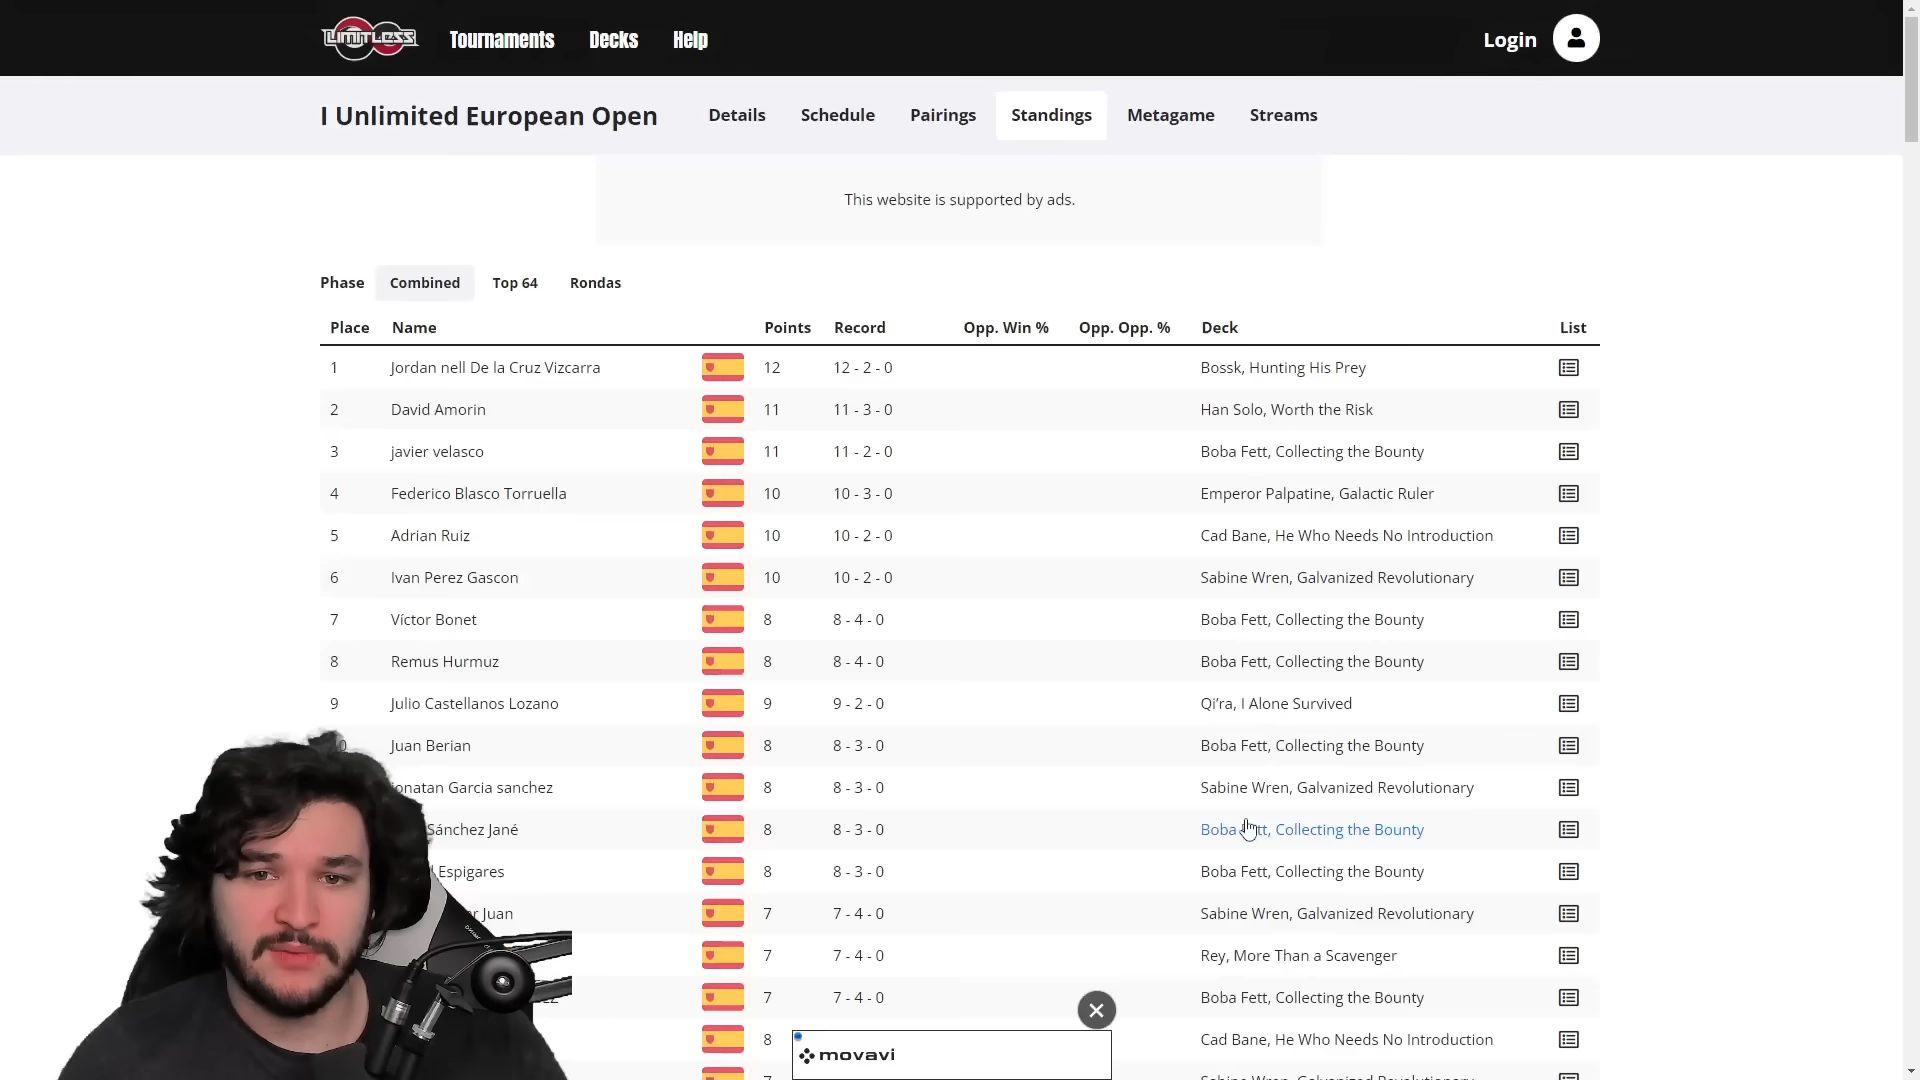 LIMITLESS Tournaments Decks Help Login
I Unlimited European Open Details Schedule Pairings Standings Metagame Streams
This website is supported by ads.
Phase Combined Top 64 Rondas
Place Name Points Record Opp. Win % Opp. Opp. % Deck List
1 Jordan nell De la Cruz Vizcarra 12 12 - 2 - 0 Bossk, Hunting His Prey
2 David Amorin 11 11 - 3 - 0 Han Solo, Worth the Risk
3 javier velasco 11 11 - 2 - 0 Boba Fett, Collecting the Bounty
4 Federico Blasco Torruella 10 10 - 3 - 0 Emperor Palpatine, Galactic Ruler
5 Adrian Ruiz 10 10 - 2 - 0 Cad Bane, He Who Needs No Introduction
6 Ivan Perez Gascon 10 10 - 2 - 0 Sabine Wren, Galvanized Revolutionary
7 Víctor Bonet 8 8 - 4 - 0 Boba Fett, Collecting the Bounty
8 Remus Hurmuz 8 8 - 4 - 0 Boba Fett, Collecting the Bounty
9 Julio Castellanos Lozano 9 9 - 2 - 0 Qi’ra, I Alone Survived
Juan Berian 8 8 - 3 - 0 Boba Fett, Collecting the Bounty
Garcia sanchez 8 8 - 3 - 0 Sabine Wren, Galvanized Revolutionary
Sánchez Jané 8 8 - 3 - 0 Boba Fett, Collecting the Bounty
Espigares 8 8 - 3 - 0 Boba Fett, Collecting the Bounty
Juan 7 7 - 4 - 0 Sabine Wren, Galvanized Revolutionary
7 7 - 4 - 0 Rey, More Than a Scavenger
7 7 - 4 - 0 Boba Fett, Collecting the Bounty
8 Cad Bane, He Who Needs No Introduction
movavi